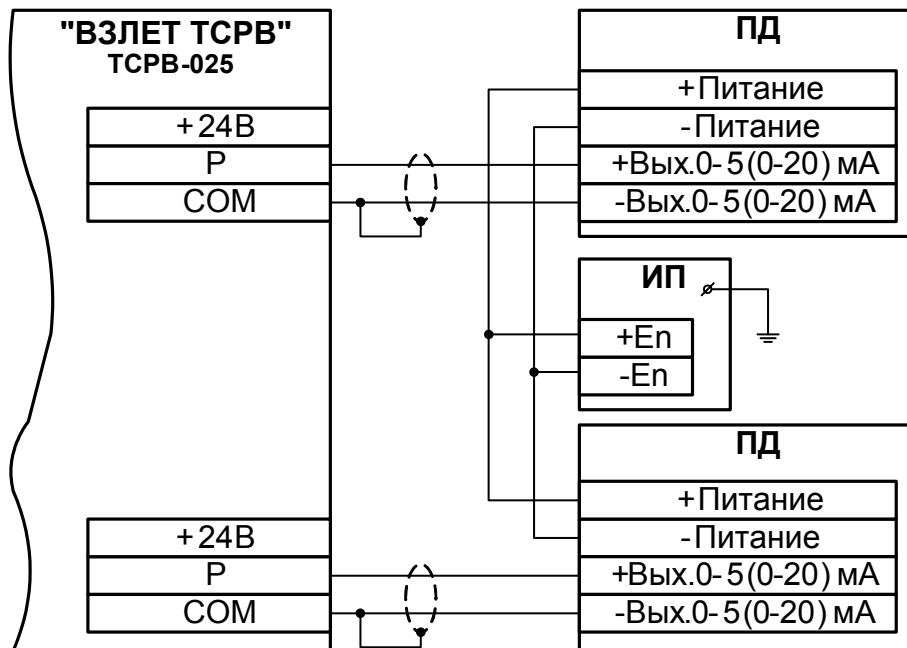 "ВЗЛЕТ ТСРВ"
ТСРВ-025
+24В
Р
СОМ
ПД
+Питание
-Питание
+Вых.0-5(0-20) мА
-Вых.0-5(0-20) мА
ИП
+Еп
-Еп
ПД
+Питание
-Питание
+Вых.0-5(0-20) мА
-Вых.0-5(0-20) мА
+24В
Р
СОМ